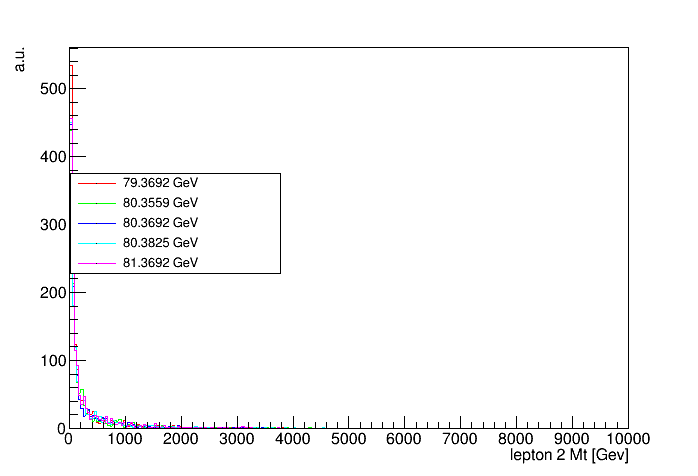 a.u.
500
400
300
200
100
0
79.3692 GeV
80.3559 GeV
80.3692 GeV
80.3825 GeV
81.3692 GeV
0 1000 2000 3000 4000 5000 6000 7000 8000 9000 10000
lepton 2 Mt [Gev]